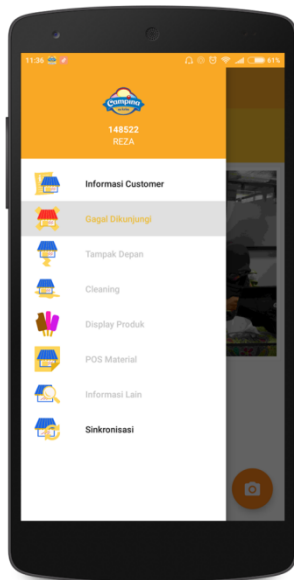 11:26
61%
Campina
148522
REZA
Informasi Customer
Gagal Dikunjungi
Tampak Depan
Cleaning
Display Produk
POS Material
Informasi Lain
Sinkronisasi